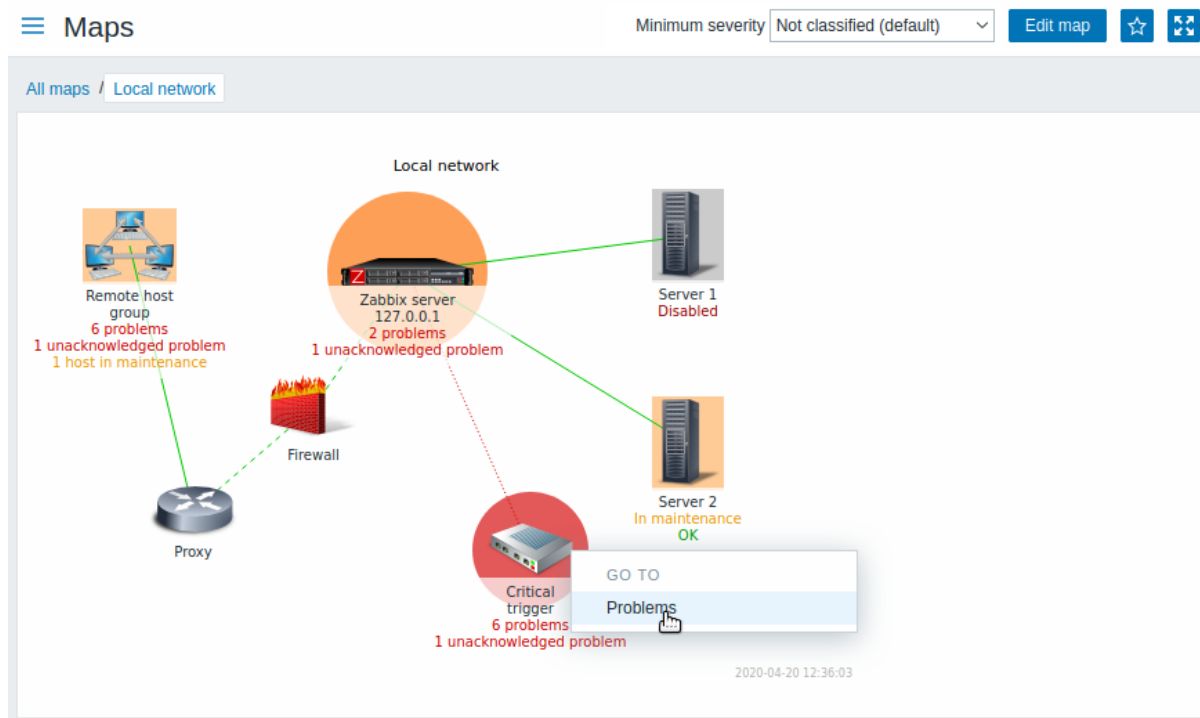 Maps
Minimum severity
Not classified (default)
Edit map
All maps / Local network
Local network
Remote host
group
6 problems
1 unacknowledged problem
1 host in maintenance
Z
Zabbix server
127.0.0.1
2 problems
1 unacknowledged problem
Server 1
Disabled
Firewall
Proxy
Server 2
In maintenance
OK
Critical
trigger
6 problems
1 unacknowledged problem
GO TO
Problems
2020-04-20 12:36:03